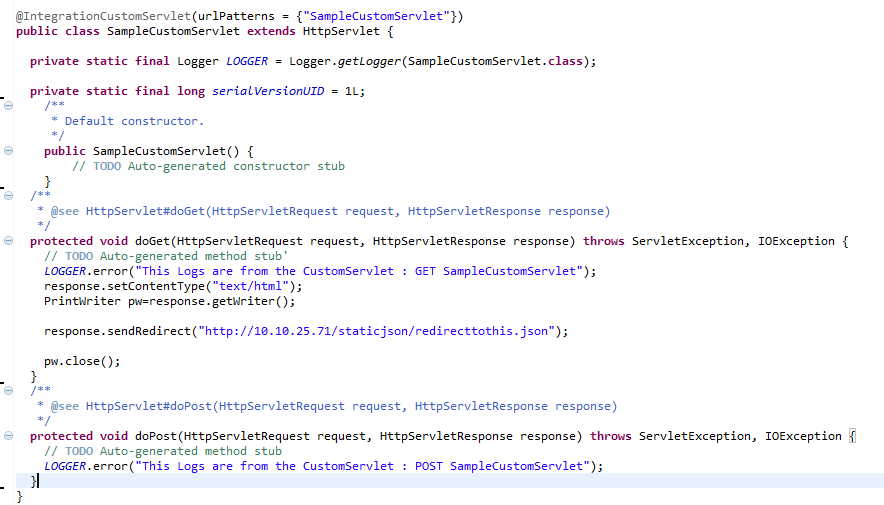 @IntegrationCustomServlet(urlPatterns = {"SampleCustomServlet"})
public class SampleCustomServlet extends HttpServlet {
private static final Logger LOGGER = Logger.getLogger(SampleCustomServlet.class);
private static final long serialVersionUID = 1L;
/**
* Default constructor.
*/
public SampleCustomServlet() {
// TODO Auto-generated constructor stub
}
/**
* @see HttpServlet#doGet(HttpServletRequest request, HttpServletResponse response)
*/
protected void doGet(HttpServletRequest request, HttpServletResponse response) throws ServletException, IOException {
// TODO Auto-generated method stub'
LOGGER.error("This Logs are from the CustomServlet : GET SampleCustomServlet");
response.setContentType("text/html");
PrintWriter pw=response.getWriter();
response.sendRedirect("http://10.10.25.71/staticjson/redirecttothis.json");
pw.close();
}
/**
* @see HttpServlet#doPost(HttpServletRequest request, HttpServletResponse response)
*/
protected void doPost(HttpServletRequest request, HttpServletResponse response) throws ServletException, IOException {
// TODO Auto-generated method stub
LOGGER.error("This Logs are from the CustomServlet : POST SampleCustomServlet");
}
}